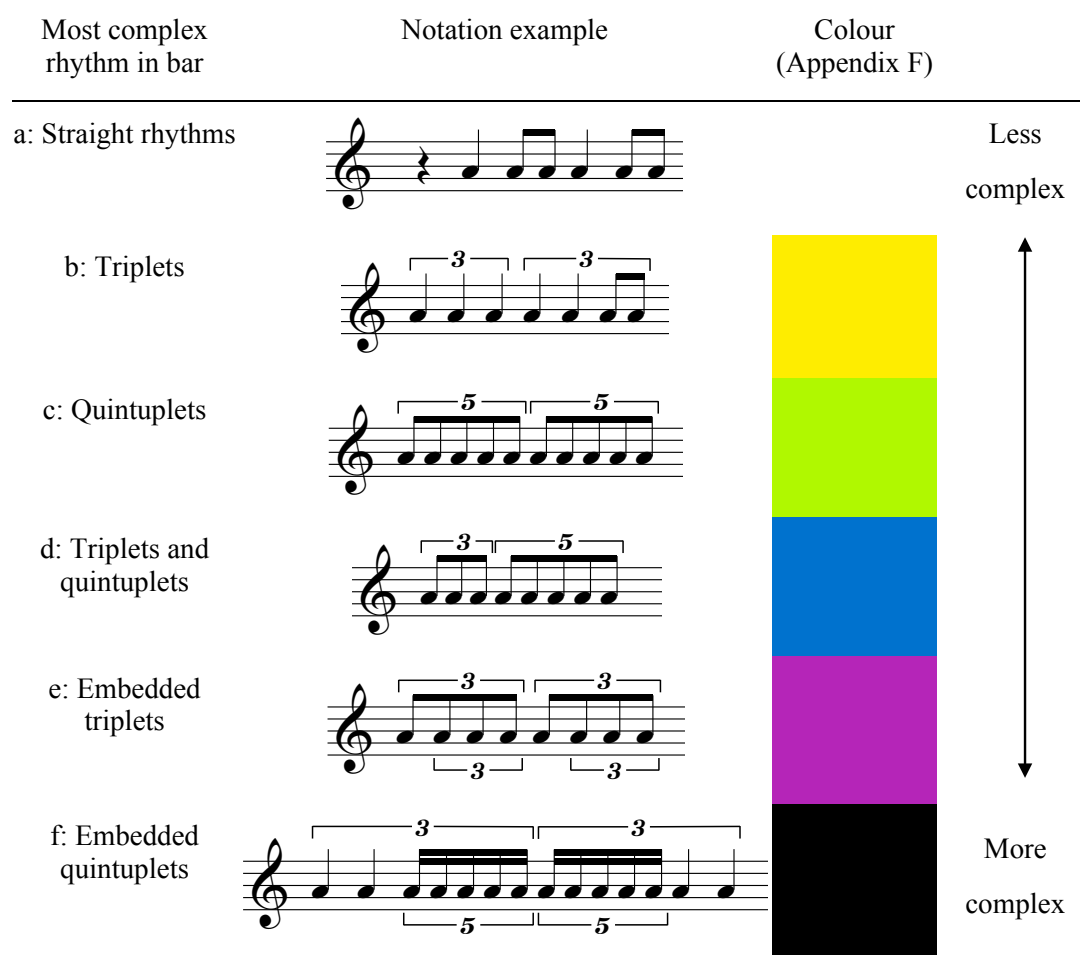 Most complex
rhythm in bar
Notation example
Colour
(Appendix F)
a: Straight rhythms
Less
complex
b: Triplets
3
3
c: Quintuplets
5
5
d: Triplets and
quintuplets
3
5
e: Embedded
triplets
3
3
3
3
f: Embedded
quintuplets
3
3
5
5
More
complex